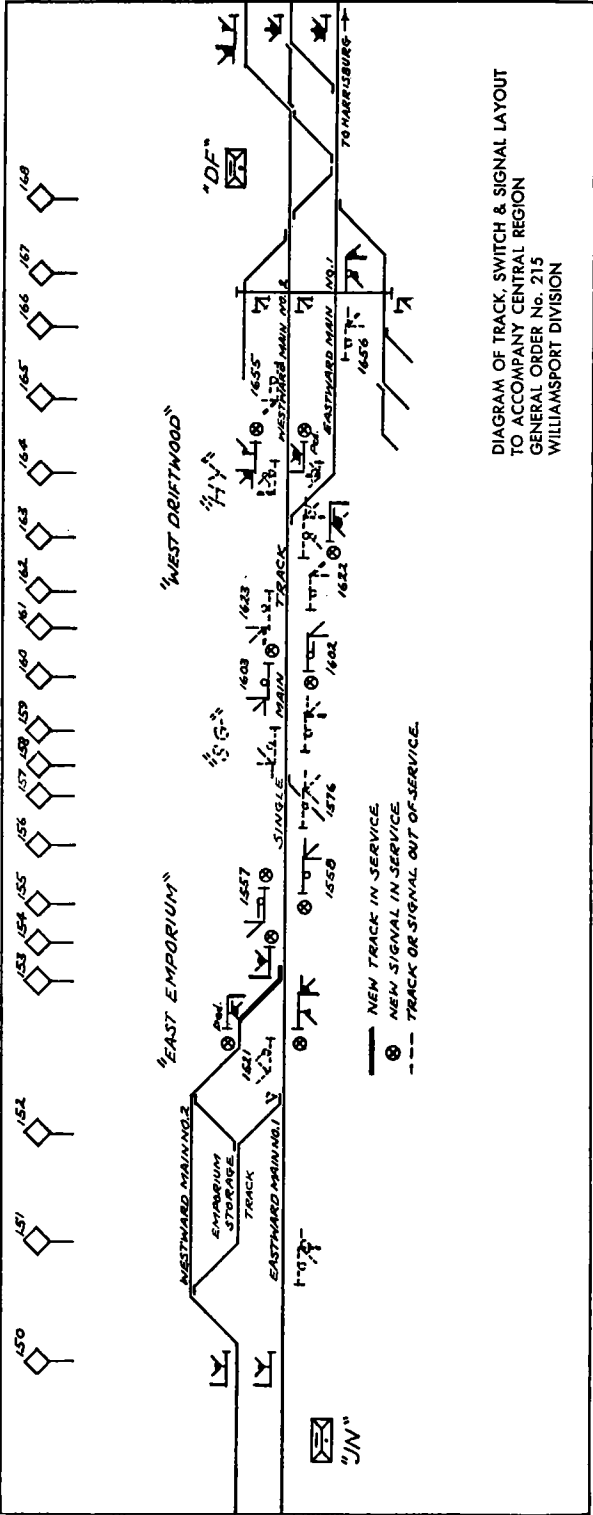 150
151
152
153
154
155
156
157
158
159
160
161
162
163
164
165
166
167
168
"EAST EMPORIUM"
"SG"
"WEST DRIFTWOOD"
"HY"
"DF"
WESTWARD MAIN NO.2
EMPORIUM
STORAGE
TRACK
EASTWARD MAIN NO.1
1621
Ped.
1557
1603
1623
1655
SINGLE MAIN TRACK
WESTWARD MAIN NO. 2
EASTWARD MAIN NO. 1
TO HARRISBURG
1558
1576
1602
1622
Ped.
1656
"JN"
NEW TRACK IN SERVICE
NEW SIGNAL IN SERVICE
TRACK OR SIGNAL OUT OF SERVICE.
DIAGRAM OF TRACK, SWITCH & SIGNAL LAYOUT
TO ACCOMPANY CENTRAL REGION
GENERAL ORDER No. 215
WILLIAMSPORT DIVISION